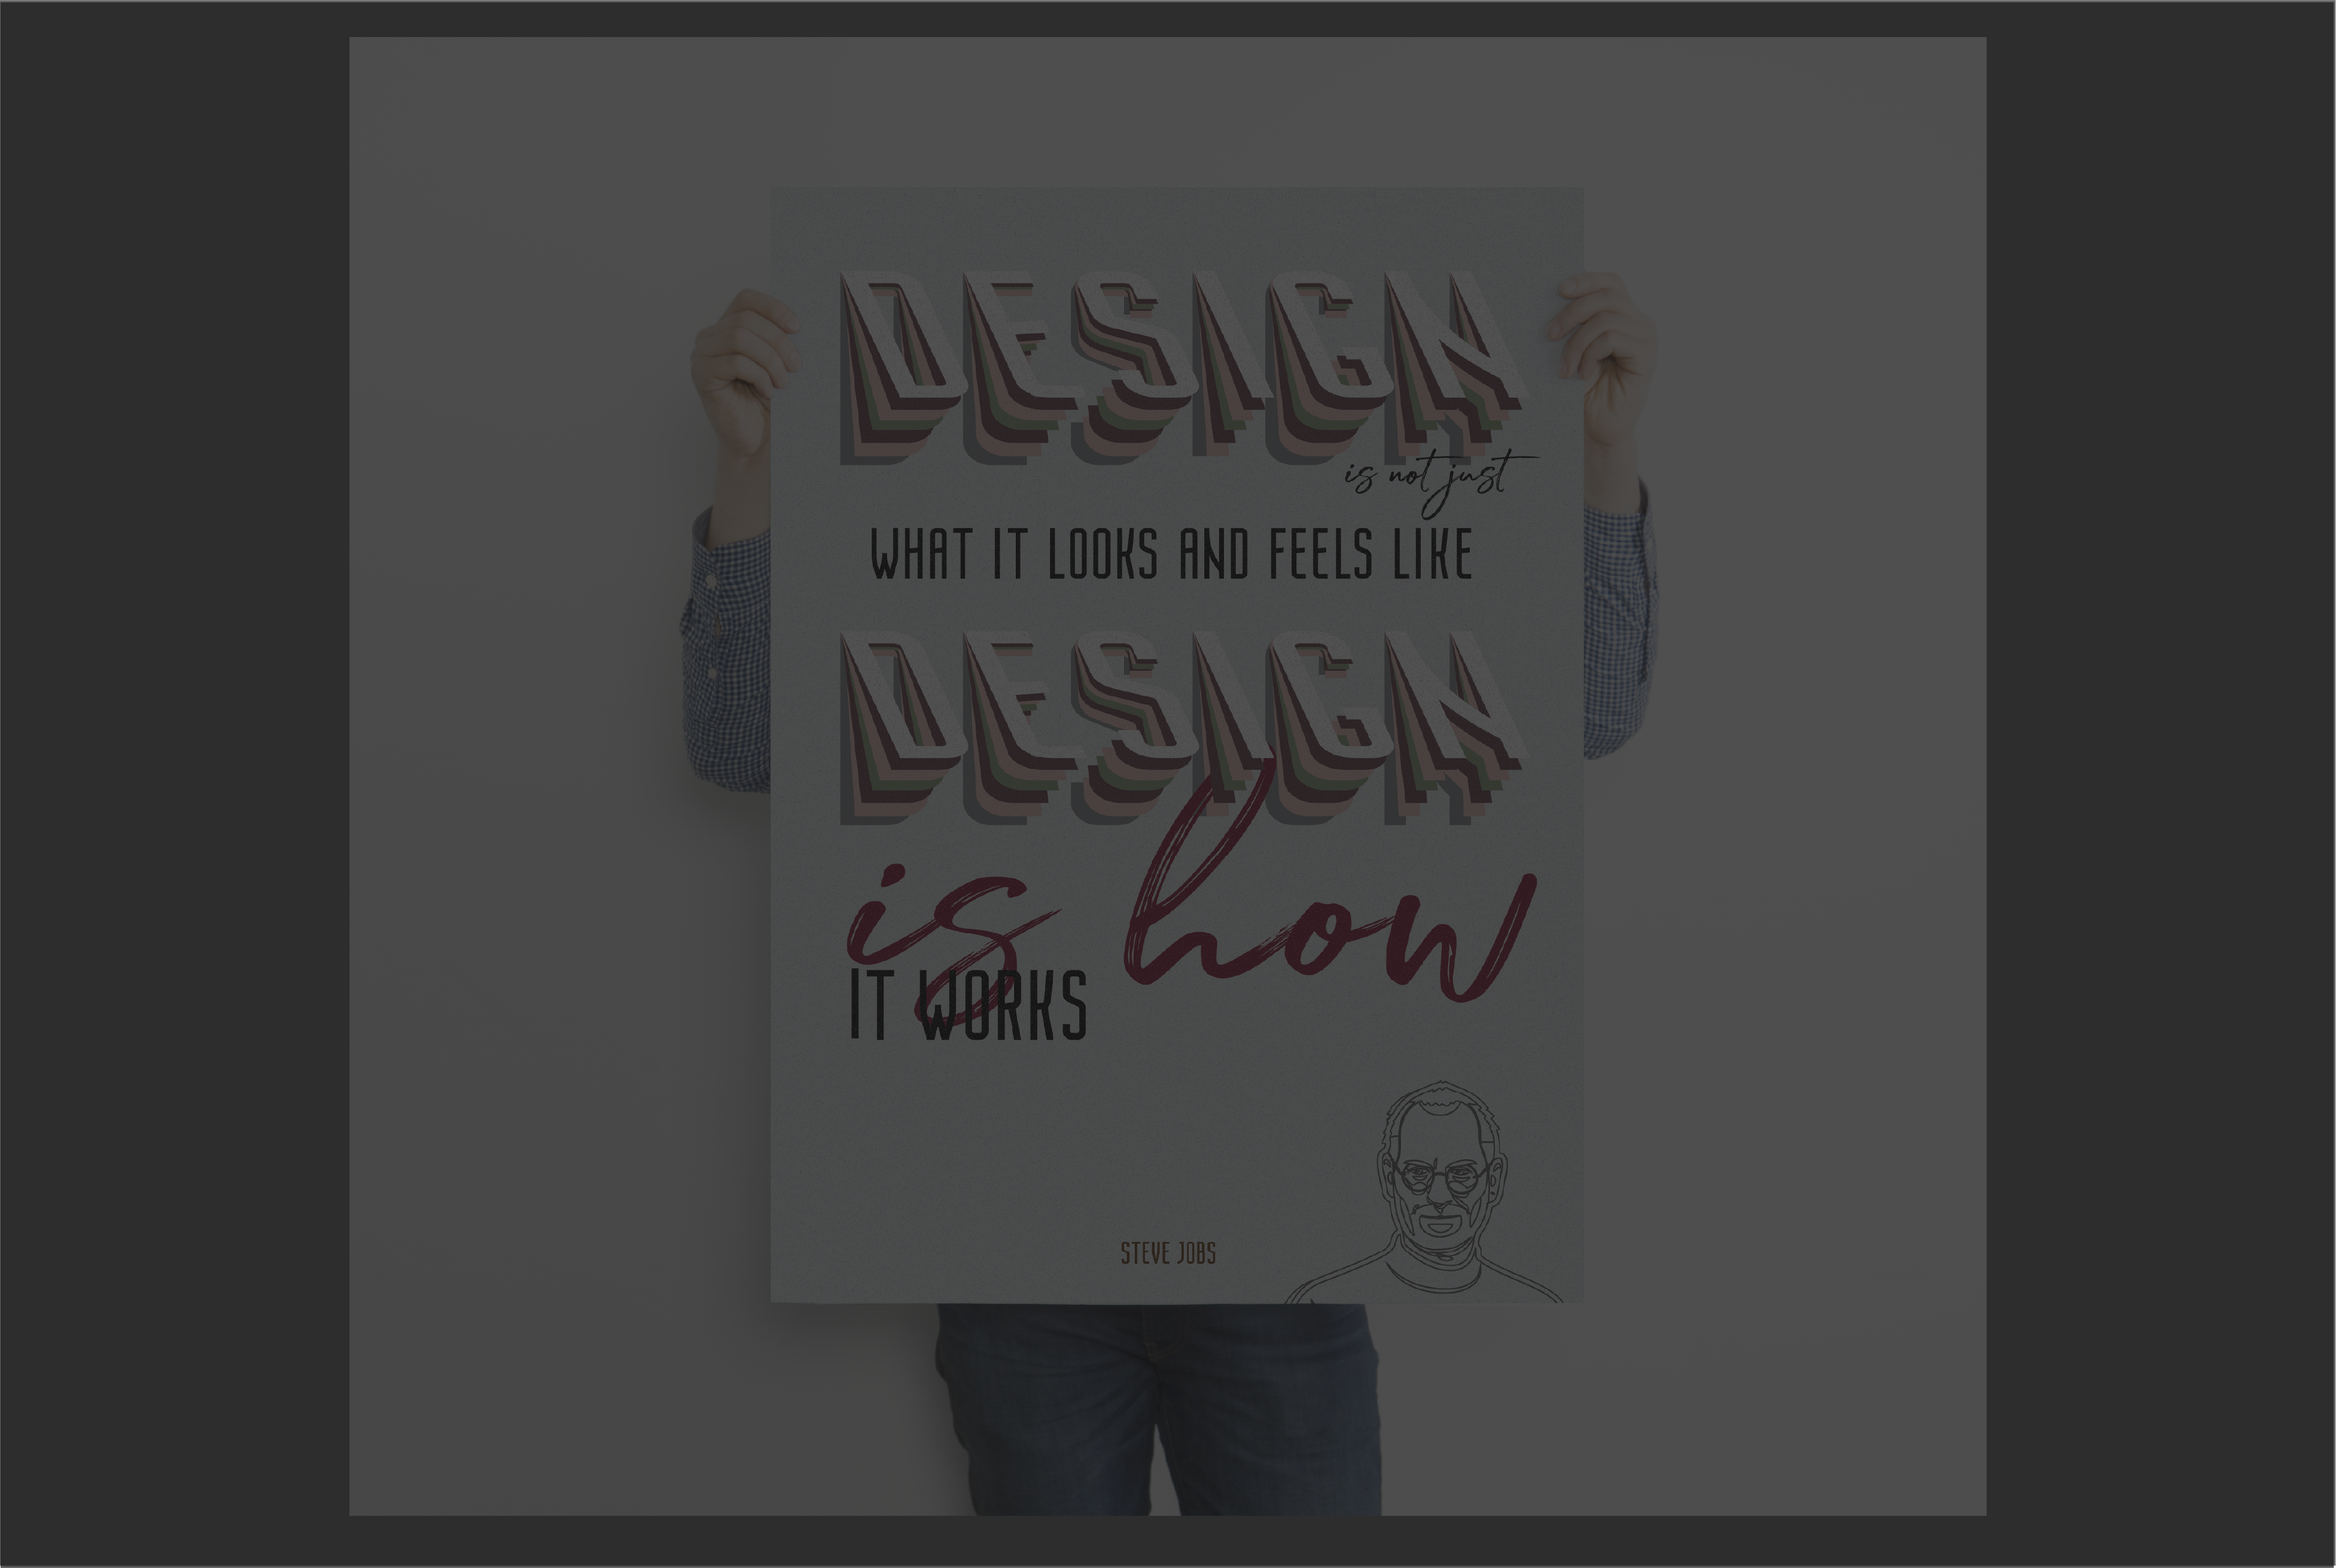 DESIGN
is not just
WHAT IT LOOKS AND FEELS LIKE
DESIGN
is how
IT WORKS
STEVE JOBS